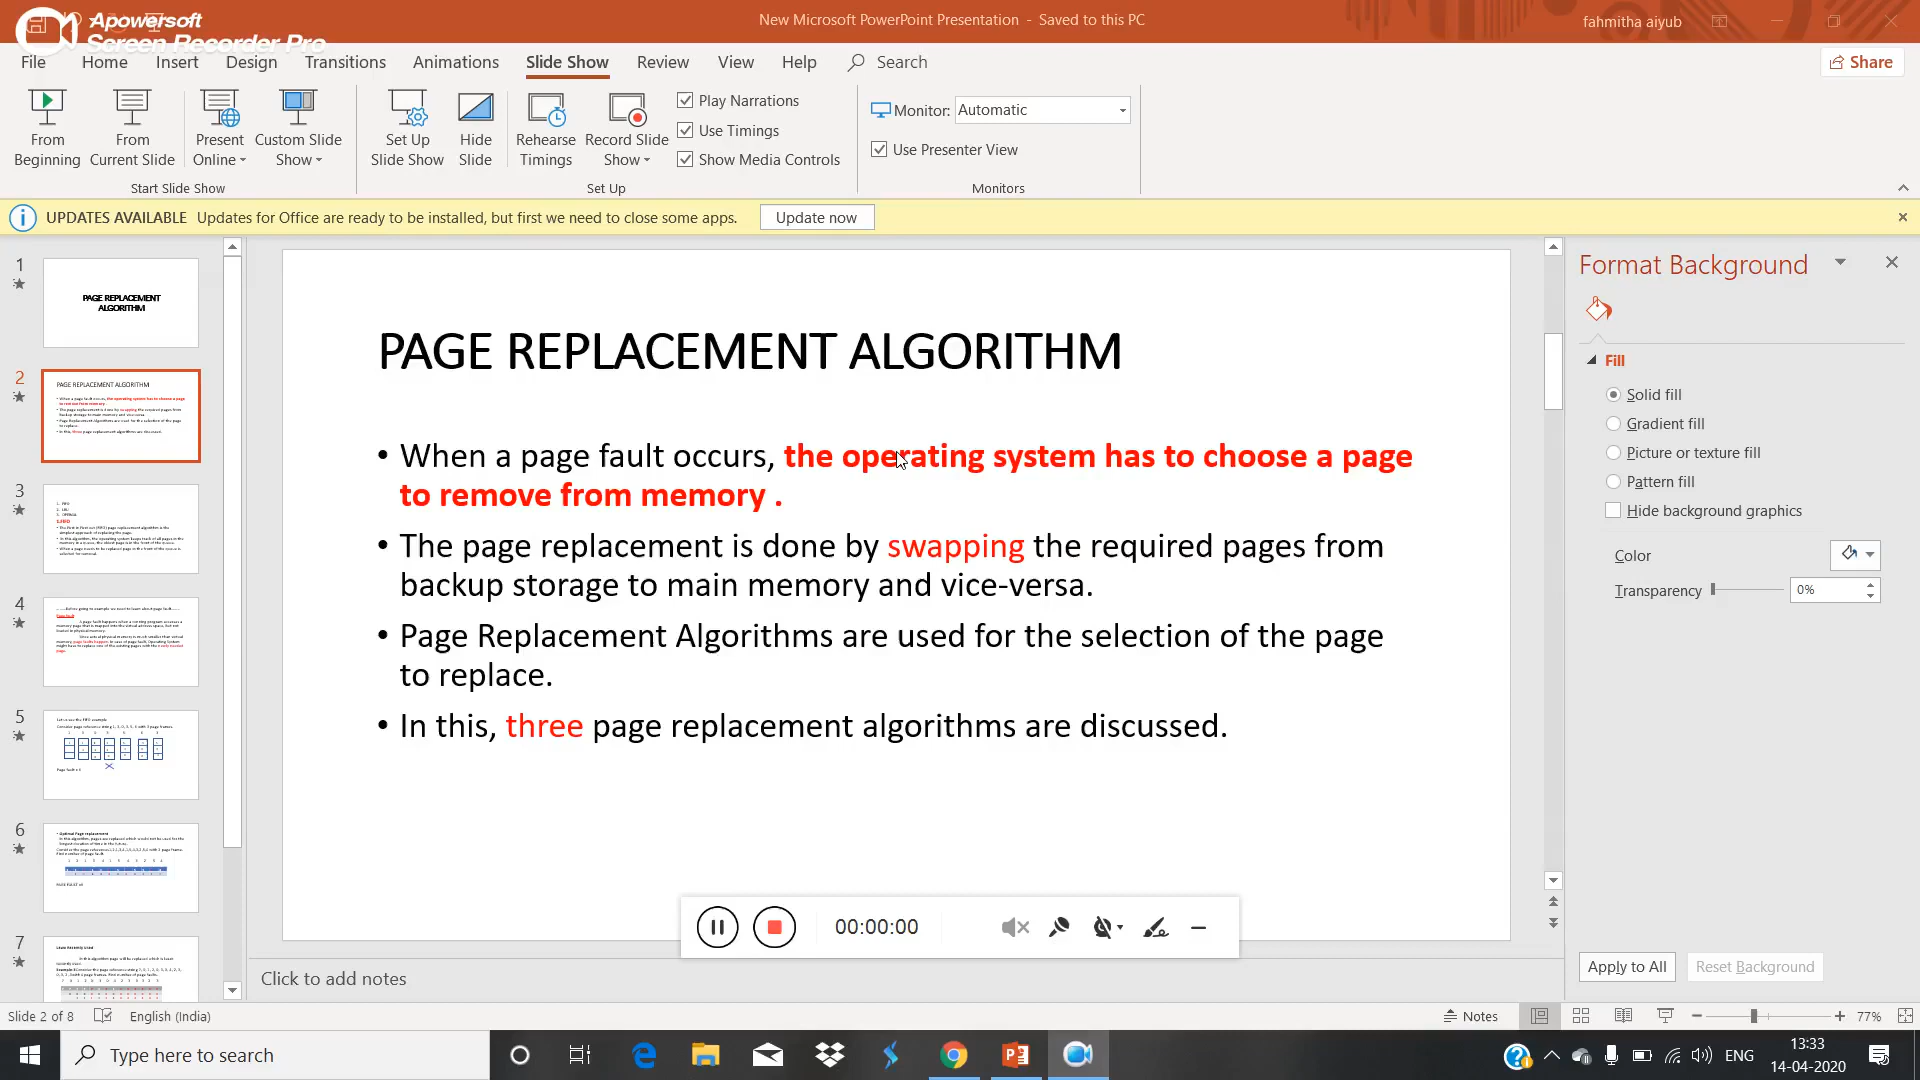 Apowersoft
Screen Recorder Pro
New Microsoft PowerPoint Presentation - Saved to this PC
fahmitha aiyub
File Home Insert Design Transitions Animations Slide Show Review View Help Search
Share
From Beginning
From Current Slide
Present Online
Custom Slide Show
Set Up Slide Show
Hide Slide
Rehearse Timings
Record Slide Show
Play Narrations
Use Timings
Show Media Controls
Monitor: Automatic
Use Presenter View
Start Slide Show
Set Up
Monitors
UPDATES AVAILABLE Updates for Office are ready to be installed, but first we need to close some apps. Update now
1
PAGE REPLACEMENT
ALGORITHM
2
PAGE REPLACEMENT ALGORITHM
3
4
5
6
7
PAGE REPLACEMENT ALGORITHM
• When a page fault occurs, the operating system has to choose a page
to remove from memory .
• The page replacement is done by swapping the required pages from
backup storage to main memory and vice-versa.
• Page Replacement Algorithms are used for the selection of the page
to replace.
• In this, three page replacement algorithms are discussed.
00:00:00
Click to add notes
Format Background
Fill
Solid fill
Gradient fill
Picture or texture fill
Pattern fill
Hide background graphics
Color
Transparency 0%
Apply to All Reset Background
Slide 2 of 8 English (India)
Notes 77%
Type here to search
ENG
13:33
14-04-2020